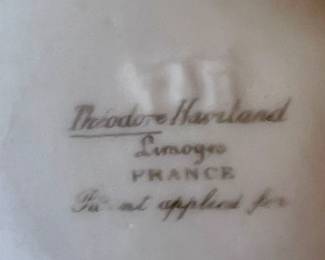 Théodore Haviland
Limoges
FRANCE
Patent applied for